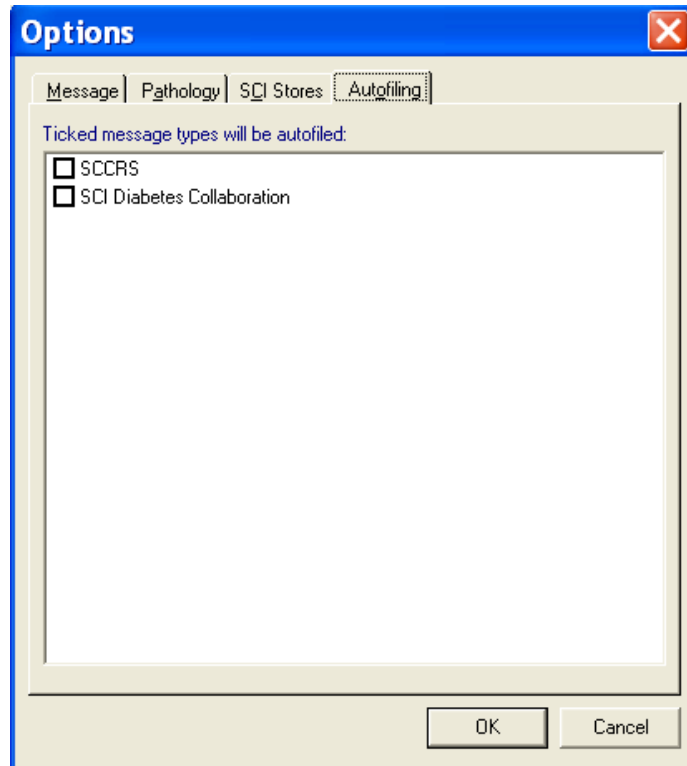 Options
Message Pathology SCI Stores Autofiling
Ticked message types will be autofiled:
SCCRS
SCI Diabetes Collaboration
OK Cancel